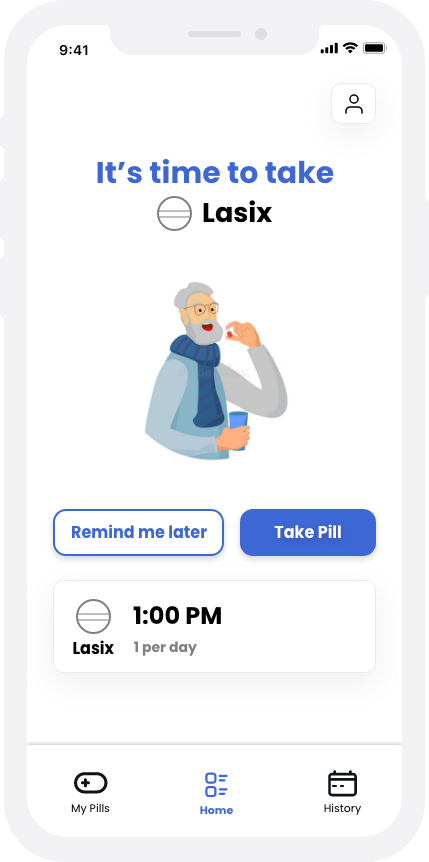 9:41
It’s time to take
Lasix
Remind me later
Take Pill
1:00 PM
Lasix
1 per day
My Pills
Home
History